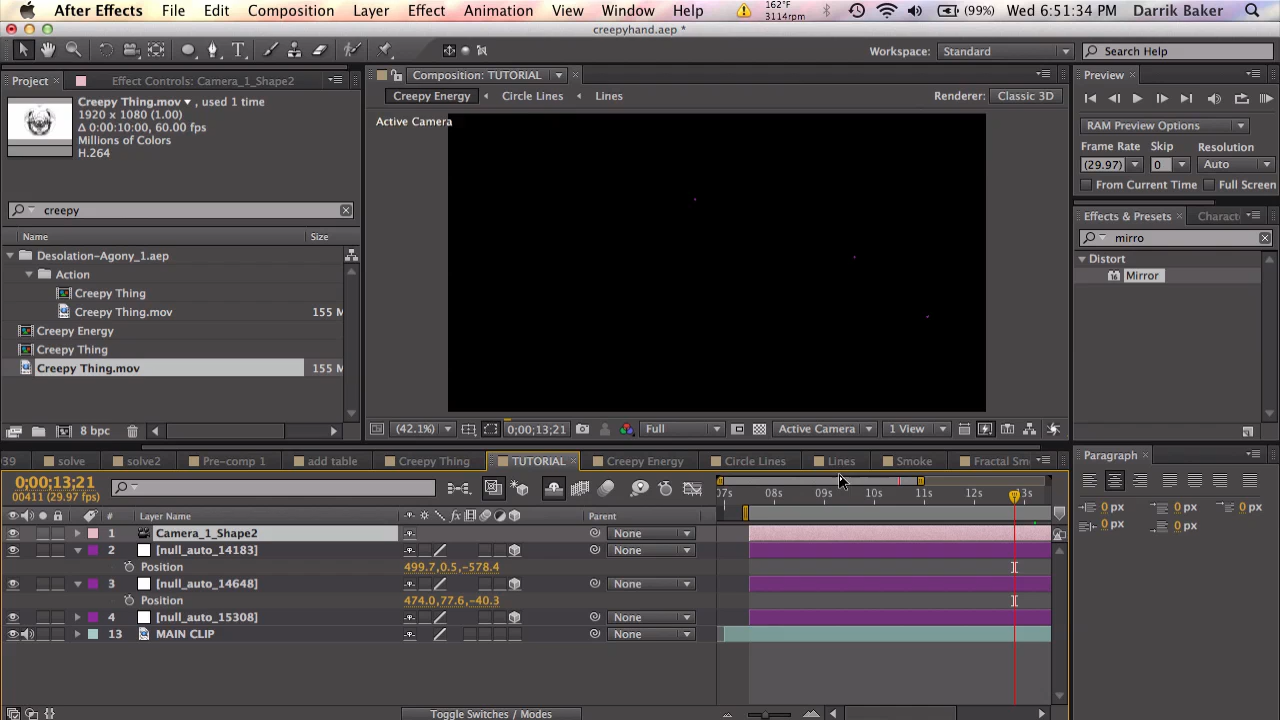 After Effects File Edit Composition Layer Effect Animation View Window Help 162°F 3114rpm (99%) Wed 6:51:34 PM Darrik Baker
creepyhand.aep *
Workspace: Standard Search Help
Project Effect Controls: Camera_1_Shape2
Creepy Thing.mov , used 1 time
1920 x 1080 (1.00)
Δ 0:00:10:00, 60.00 fps
Millions of Colors
H.264
creepy
Name Size
Desolation-Agony_1.aep
Action
Creepy Thing
Creepy Thing.mov 155 M
Creepy Energy
Creepy Thing
Creepy Thing.mov 155 M
8 bpc
Composition: TUTORIAL
Creepy Energy Circle Lines Lines Renderer: Classic 3D
Active Camera
(42.1%) 0;00;13;21 Full Active Camera 1 View
Preview
RAM Preview Options
Frame Rate Skip Resolution
(29.97) 0 Auto
From Current Time Full Screen
Effects & Presets Charact
mirro
Distort
Mirror
39 solve solve2 Pre-comp 1 add table Creepy Thing TUTORIAL Creepy Energy Circle Lines Lines Smoke Fractal Sm
0;00;13;21
00411 (29.97 fps)
07s 08s 09s 10s 11s 12s 13s
# Layer Name Parent
1 Camera_1_Shape2 None
2 [null_auto_14183] None
Position 499.7,0.5,-578.4
3 [null_auto_14648] None
Position 474.0,77.6,-40.3
4 [null_auto_15308] None
13 MAIN CLIP None
Toggle Switches / Modes
Paragraph
0 px 0 px 0 px
0 px 0 px